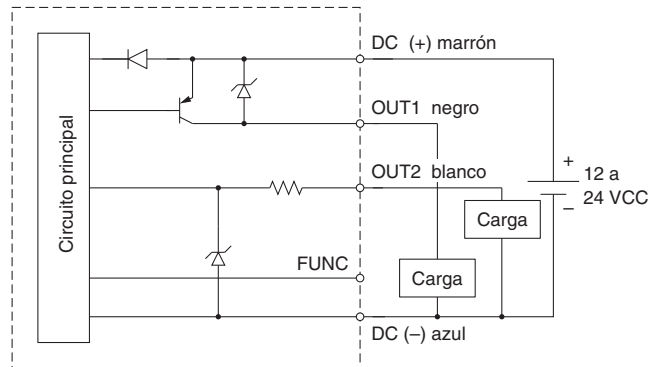 DC (+) marrón
OUT1 negro
OUT2 blanco
+
12 a
24 VCC
–
Carga
Circuito principal
FUNC
Carga
DC (–) azul